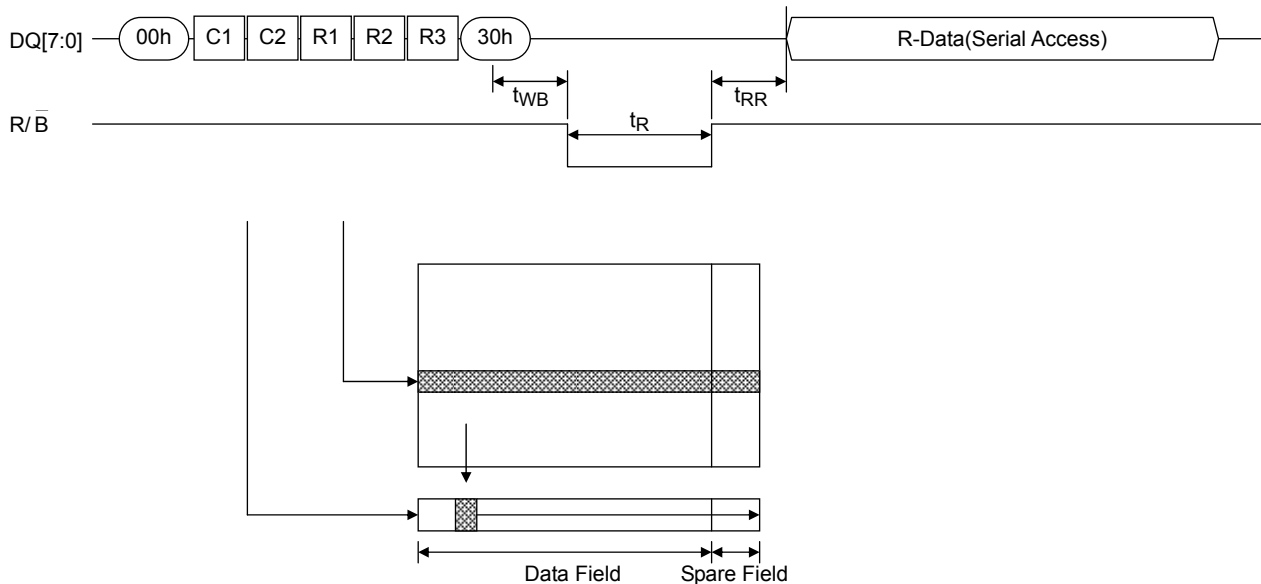 DQ[7:0] 00h C1 C2 R1 R2 R3 30h R-Data(Serial Access)
tWB tRR
R/B̅ tR
Data Field Spare Field